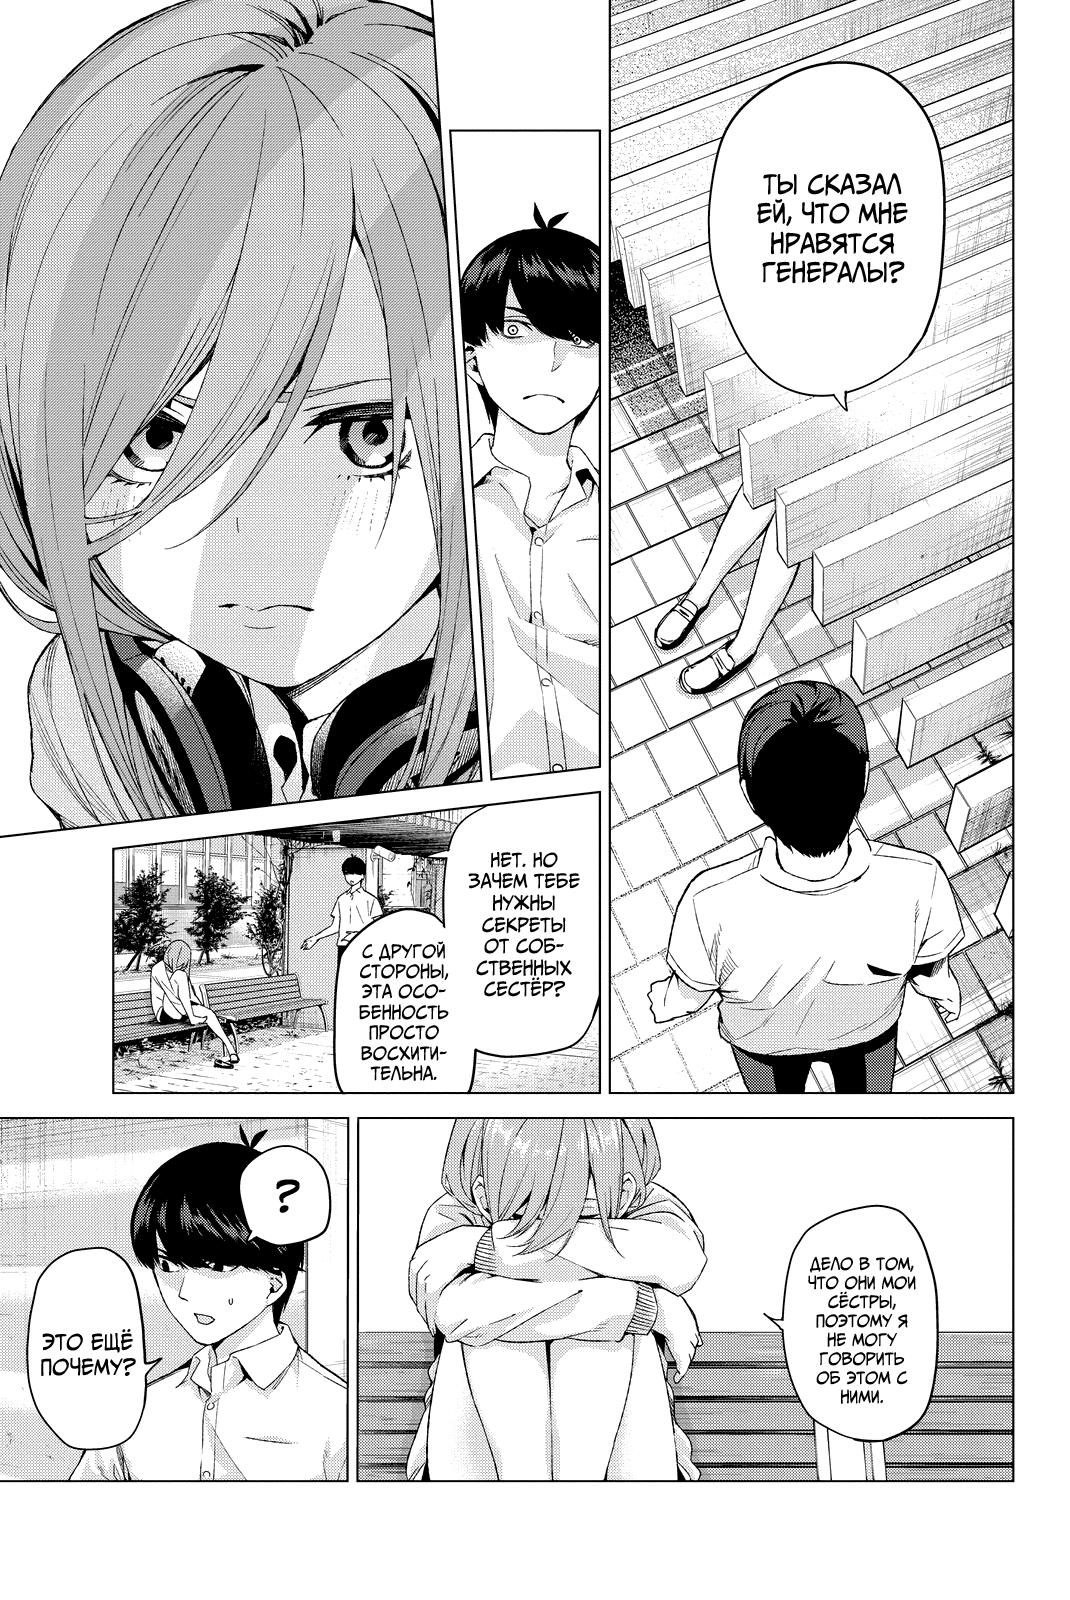 ТЫ СКАЗАЛ
ЕЙ, ЧТО МНЕ
НРАВЯТСЯ
ГЕНЕРАЛЫ?
НЕТ. НО
ЗАЧЕМ ТЕБЕ
НУЖНЫ
СЕКРЕТЫ
ОТ СОБ-
СТВЕННЫХ
СЕСТЁР?
С ДРУГОЙ
СТОРОНЫ,
ЭТА ОСО-
БЕННОСТЬ
ПРОСТО
ВОСХИТИ-
ТЕЛЬНА.
ДЕЛО В ТОМ,
ЧТО ОНИ МОИ
СЁСТРЫ,
ПОЭТОМУ Я
НЕ МОГУ
ГОВОРИТЬ
ОБ ЭТОМ С
НИМИ.
?
ЭТО ЕЩЁ
ПОЧЕМУ?